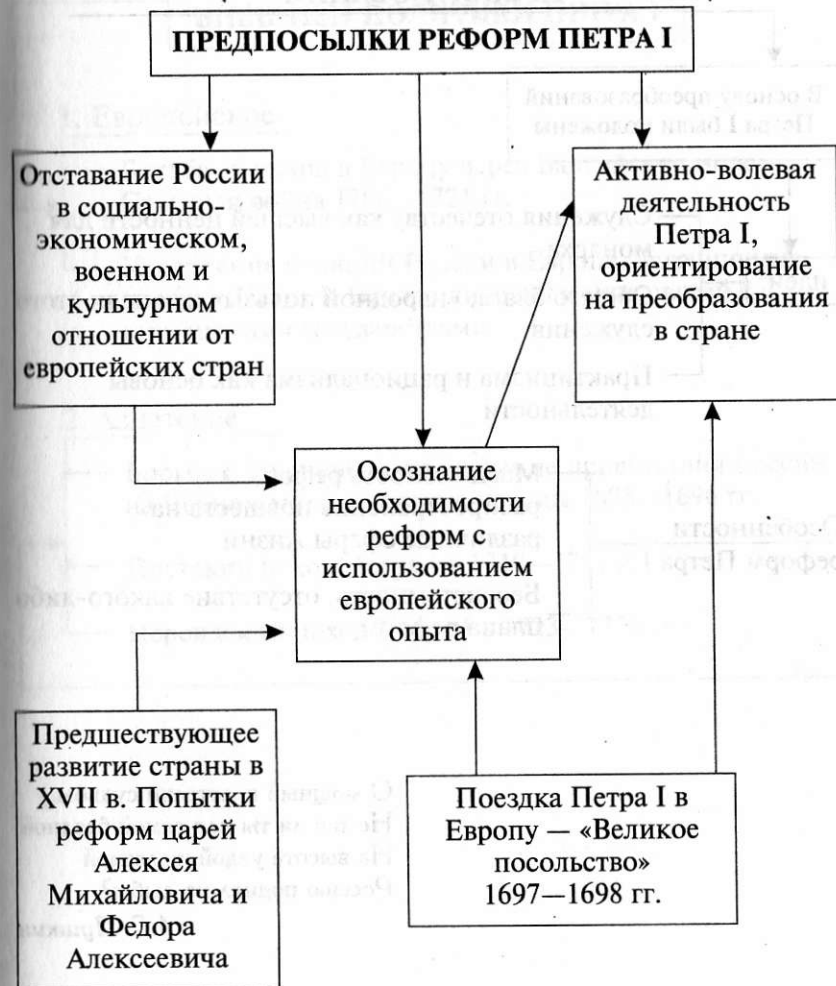 ПРЕДПОСЫЛКИ РЕФОРМ ПЕТРА I
Отставание России
в социально-
экономическом,
военном и
культурном
отношении от
европейских стран
Активно-волевая
деятельность
Петра I,
ориентирование
на преобразования
в стране
Осознание
необходимости
реформ с
использованием
европейского
опыта
Предшествующее
развитие страны в
XVII в. Попытки
реформ царей
Алексея
Михайловича и
Федора
Алексеевича
Поездка Петра I в
Европу — «Великое
посольство»
1697—1698 гг.